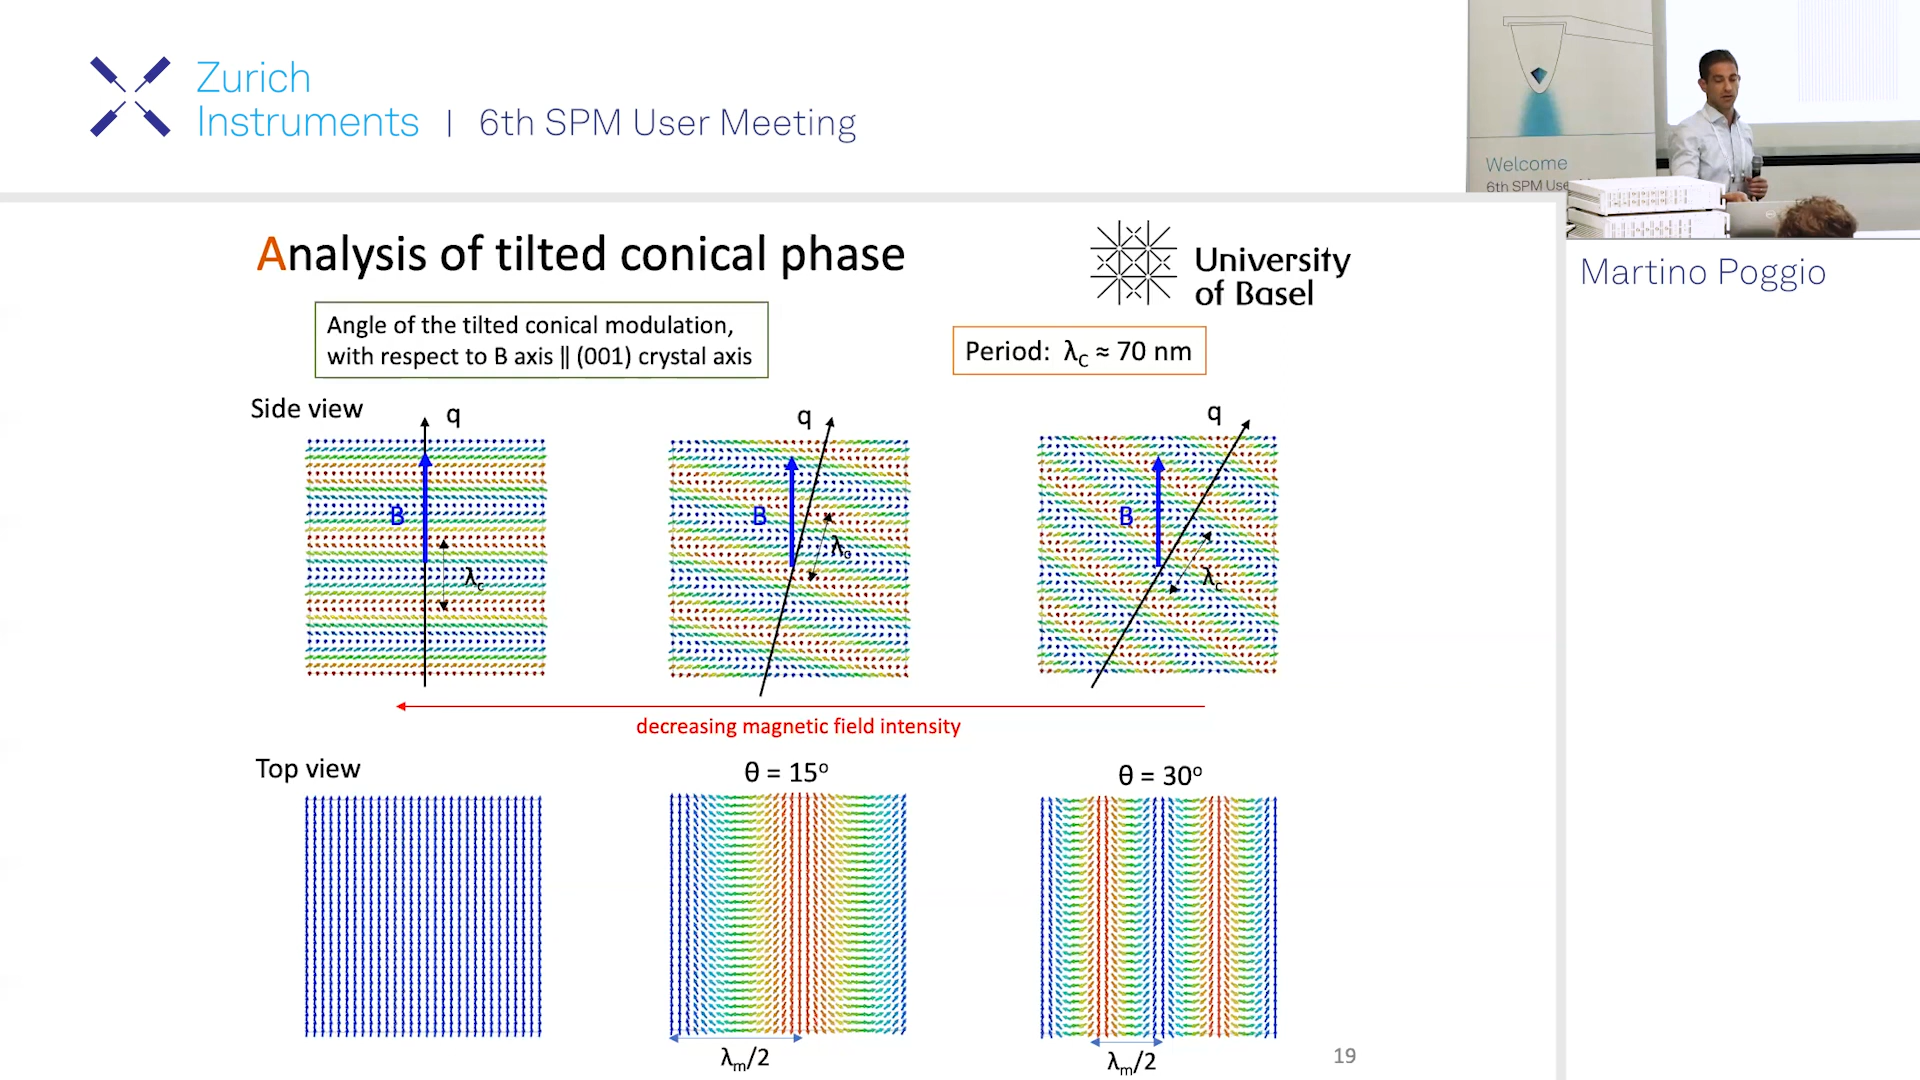 Zurich
Instruments | 6th SPM User Meeting
Welcome
6th SPM Use
Martino Poggio
Analysis of tilted conical phase
University
of Basel
Angle of the tilted conical modulation,
with respect to B axis ∥ (001) crystal axis
Period: λC ≈ 70 nm
Side view
q
q
q
B
B
B
λc
λc
λc
decreasing magnetic field intensity
Top view
θ = 15º
θ = 30º
λm/2
λm/2
19